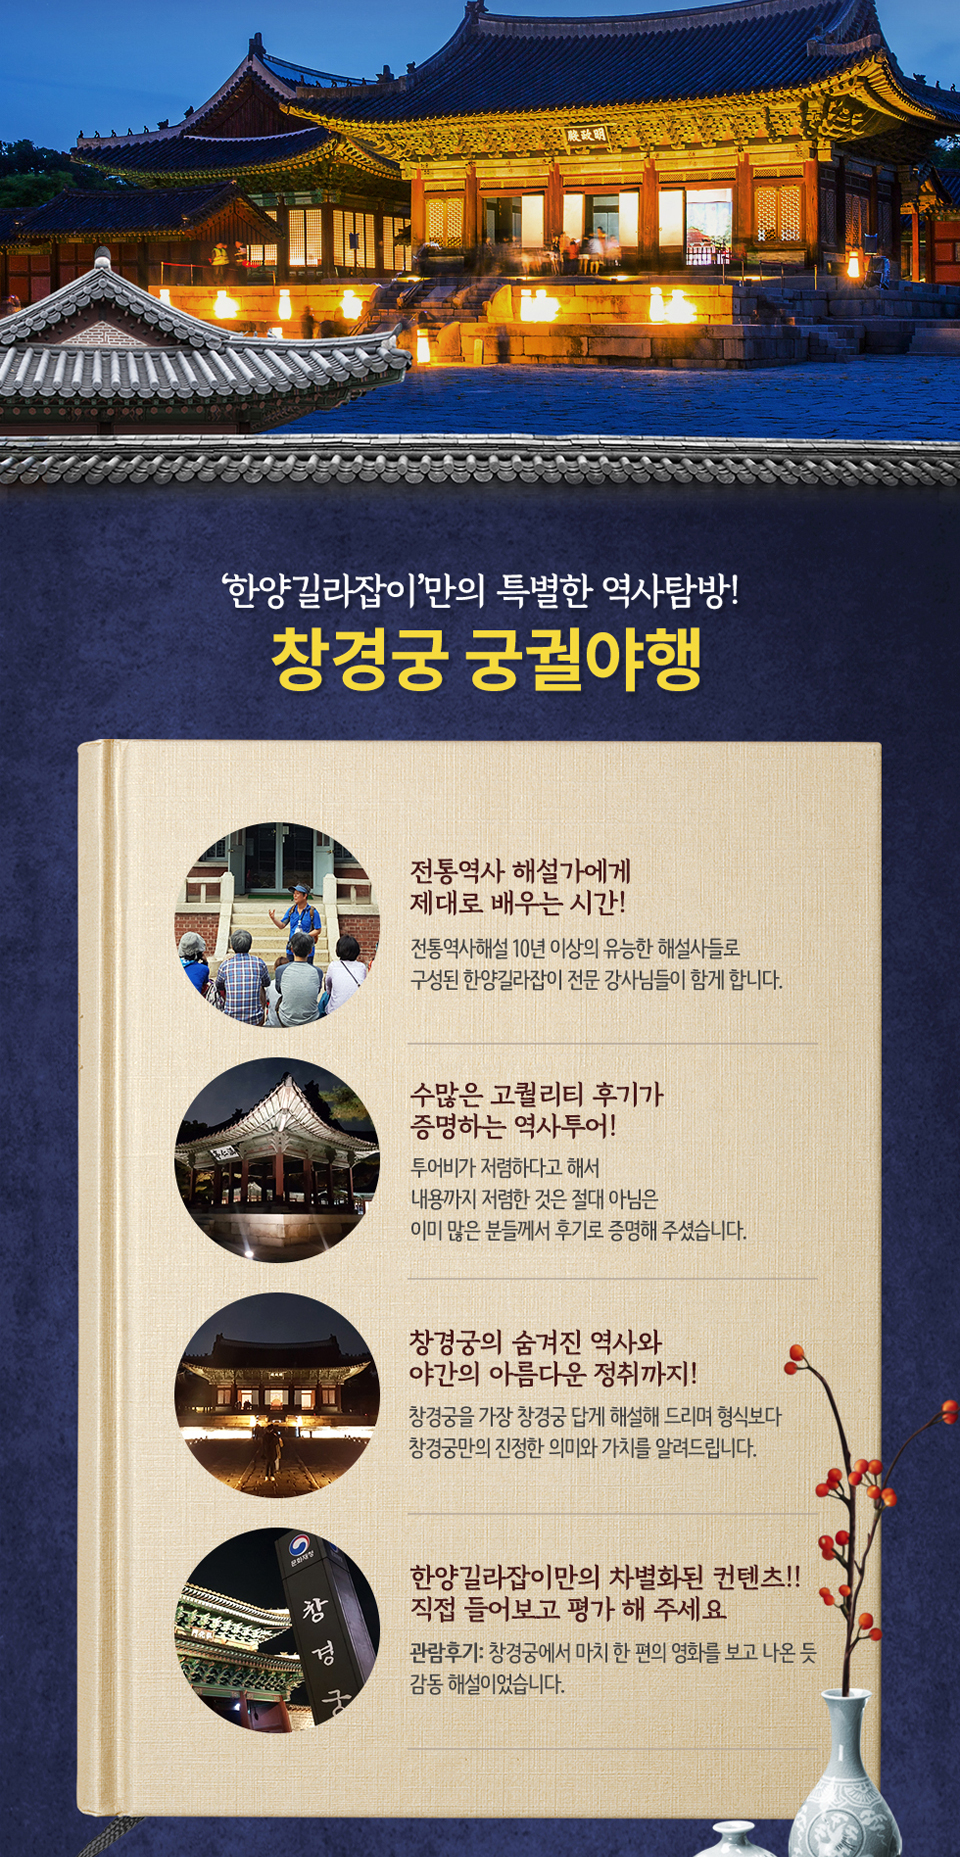 明政殿
‘한양길라잡이’만의 특별한 역사탐방!
창경궁 궁궐야행
전통역사 해설가에게
제대로 배우는 시간!
전통역사해설 10년 이상의 유능한 해설사들로
구성된 한양길라잡이 전문 강사님들이 함게 합니다.
수많은 고퀄리티 후기가
증명하는 역사투어!
투어비가 저렴하다고 해서
내용까지 저렴한 것은 절대 아님은
이미 많은 분들께서 후기로 증명해 주셨습니다.
창경궁의 숨겨진 역사와
야간의 아름다운 정취까지!
창경궁을 가장 창경궁 답게 해설해 드리며 형식보다
창경궁만의 진정한 의미와 가치를 알려드립니다.
문화재청
창경궁
한양길라잡이만의 차별화된 컨텐츠!!
직접 들어보고 평가 해 주세요
관람후기: 창경궁에서 마치 한 편의 영화를 보고 나온 듯
감동 해설이었습니다.